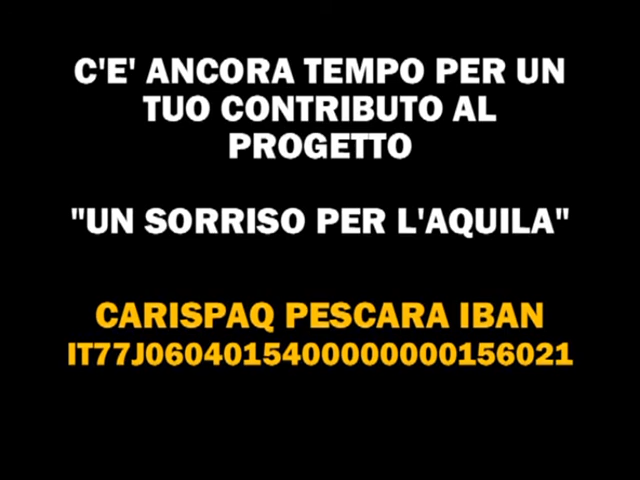 C'E' ANCORA TEMPO PER UN
TUO CONTRIBUTO AL
PROGETTO
"UN SORRISO PER L'AQUILA"
CARISPAQ PESCARA IBAN
IT77J0604015400000000156021